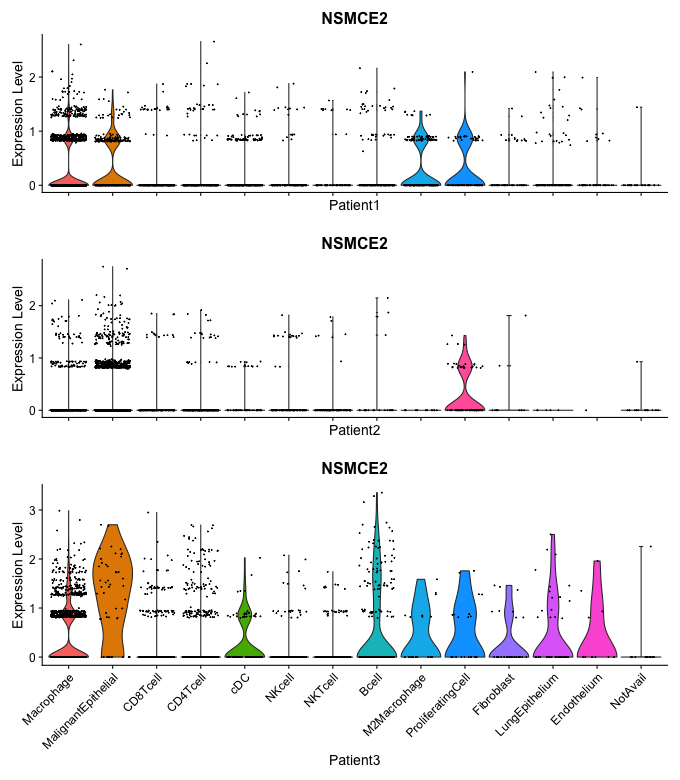 NSMCE2
Expression Level
2
1
0
Patient1
NSMCE2
Expression Level
2
1
0
Patient2
NSMCE2
Expression Level
3
2
1
0
Macrophage
MalignantEpithelial
CD8Tcell
CD4Tcell
cDC
NKcell
NKTcell
Bcell
M2Macrophage
ProliferatingCell
Fibroblast
LungEpithelium
Endothelium
NotAvail
Patient3